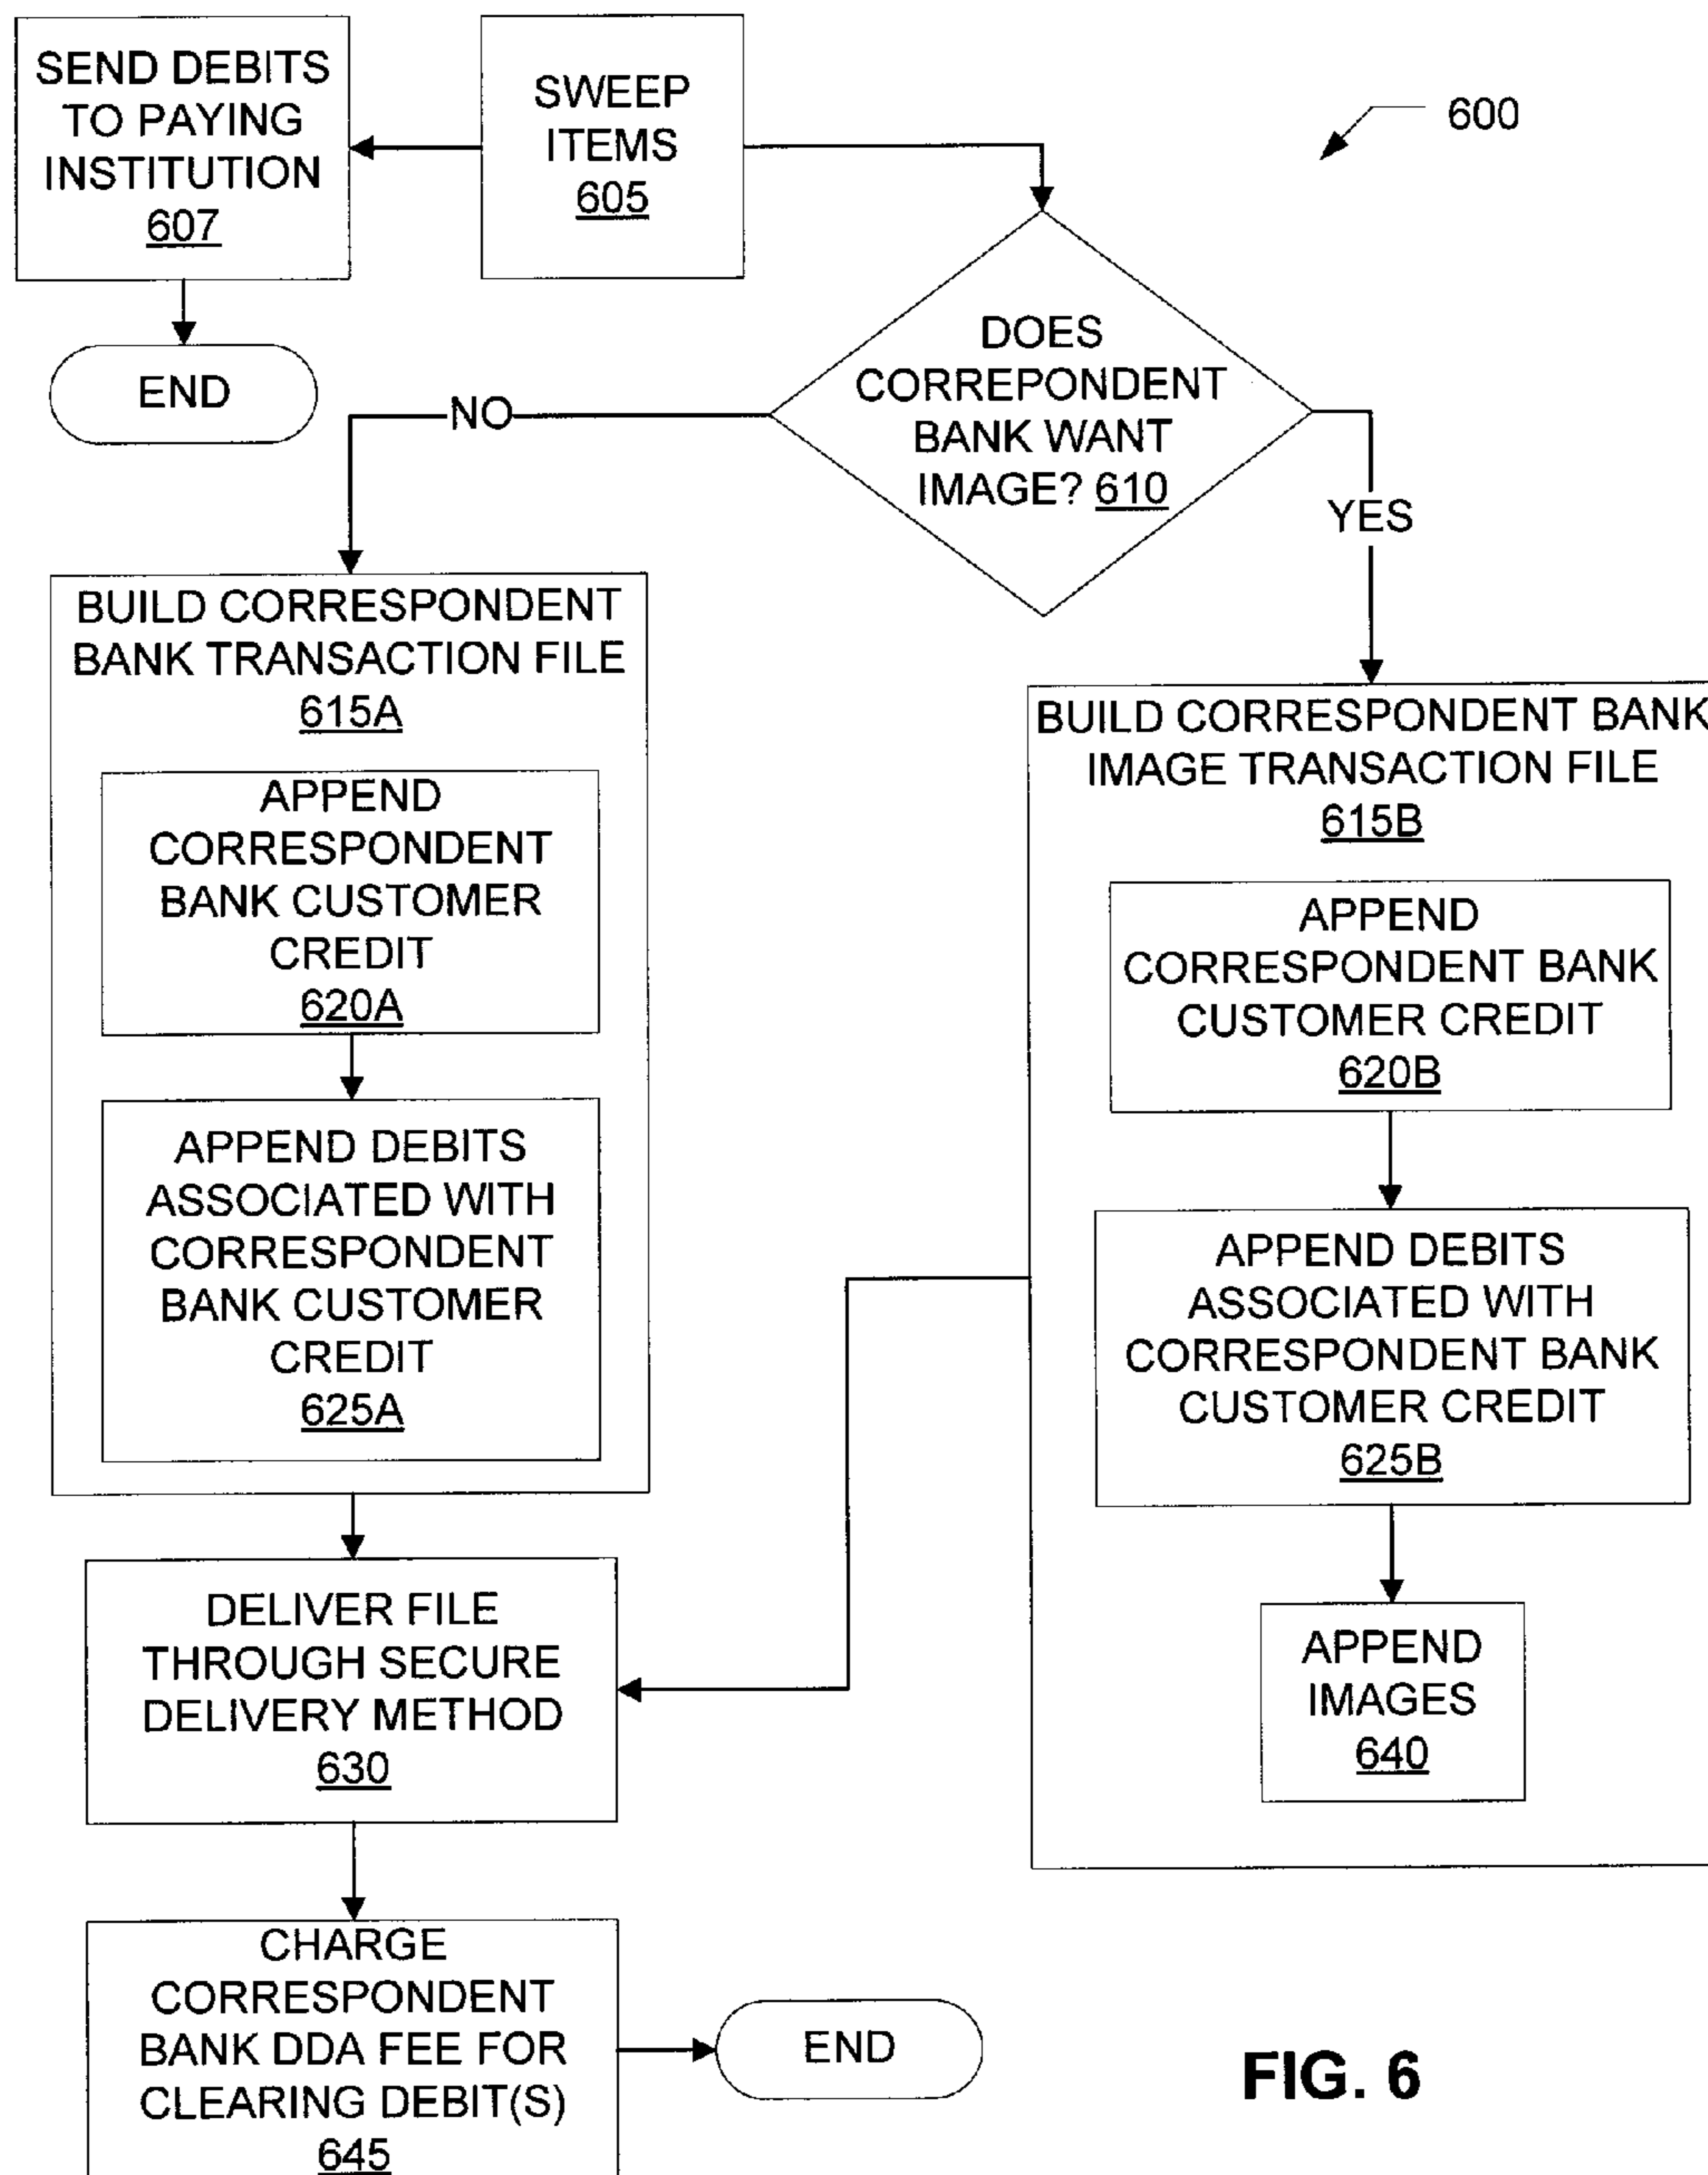 SEND DEBITS
TO PAYING
INSTITUTION
607
SWEEP
ITEMS
605
600
END
DOES
CORREPONDENT
BANK WANT
IMAGE? 610
NO
YES
BUILD CORRESPONDENT
BANK TRANSACTION FILE
615A
APPEND
CORRESPONDENT
BANK CUSTOMER
CREDIT
620A
APPEND DEBITS
ASSOCIATED WITH
CORRESPONDENT
BANK CUSTOMER
CREDIT
625A
BUILD CORRESPONDENT BANK
IMAGE TRANSACTION FILE
615B
APPEND
CORRESPONDENT BANK
CUSTOMER CREDIT
620B
APPEND DEBITS
ASSOCIATED WITH
CORRESPONDENT BANK
CUSTOMER CREDIT
625B
APPEND
IMAGES
640
DELIVER FILE
THROUGH SECURE
DELIVERY METHOD
630
CHARGE
CORRESPONDENT
BANK DDA FEE FOR
CLEARING DEBIT(S)
645
END
FIG. 6